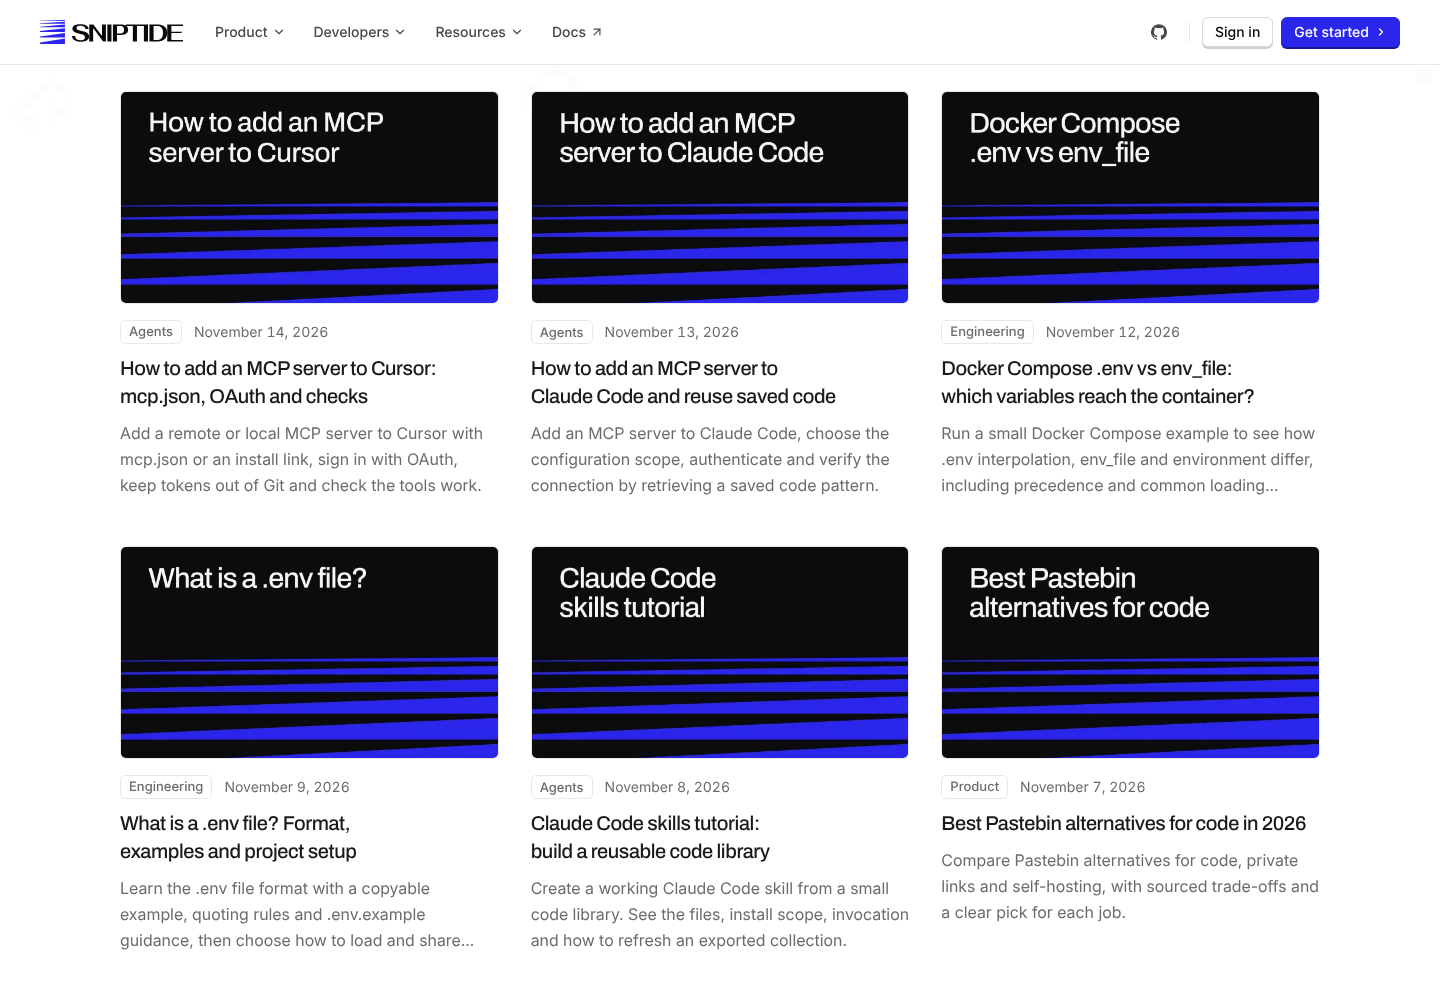 SNIPTIDE
Product
Developers
Resources
Docs
Sign in
Get started
How to add an MCP
server to Cursor
Agents
November 14, 2026
How to add an MCP server to Cursor:
mcp.json, OAuth and checks
Add a remote or local MCP server to Cursor with
mcp.json or an install link, sign in with OAuth,
keep tokens out of Git and check the tools work.
How to add an MCP
server to Claude Code
Agents
November 13, 2026
How to add an MCP server to
Claude Code and reuse saved code
Add an MCP server to Claude Code, choose the
configuration scope, authenticate and verify the
connection by retrieving a saved code pattern.
Docker Compose
.env vs env_file
Engineering
November 12, 2026
Docker Compose .env vs env_file:
which variables reach the container?
Run a small Docker Compose example to see how
.env interpolation, env_file and environment differ,
including precedence and common loading...
What is a .env file?
Engineering
November 9, 2026
What is a .env file? Format,
examples and project setup
Learn the .env file format with a copyable
example, quoting rules and .env.example
guidance, then choose how to load and share...
Claude Code
skills tutorial
Agents
November 8, 2026
Claude Code skills tutorial:
build a reusable code library
Create a working Claude Code skill from a small
code library. See the files, install scope, invocation
and how to refresh an exported collection.
Best Pastebin
alternatives for code
Product
November 7, 2026
Best Pastebin alternatives for code in 2026
Compare Pastebin alternatives for code, private
links and self-hosting, with sourced trade-offs and
a clear pick for each job.